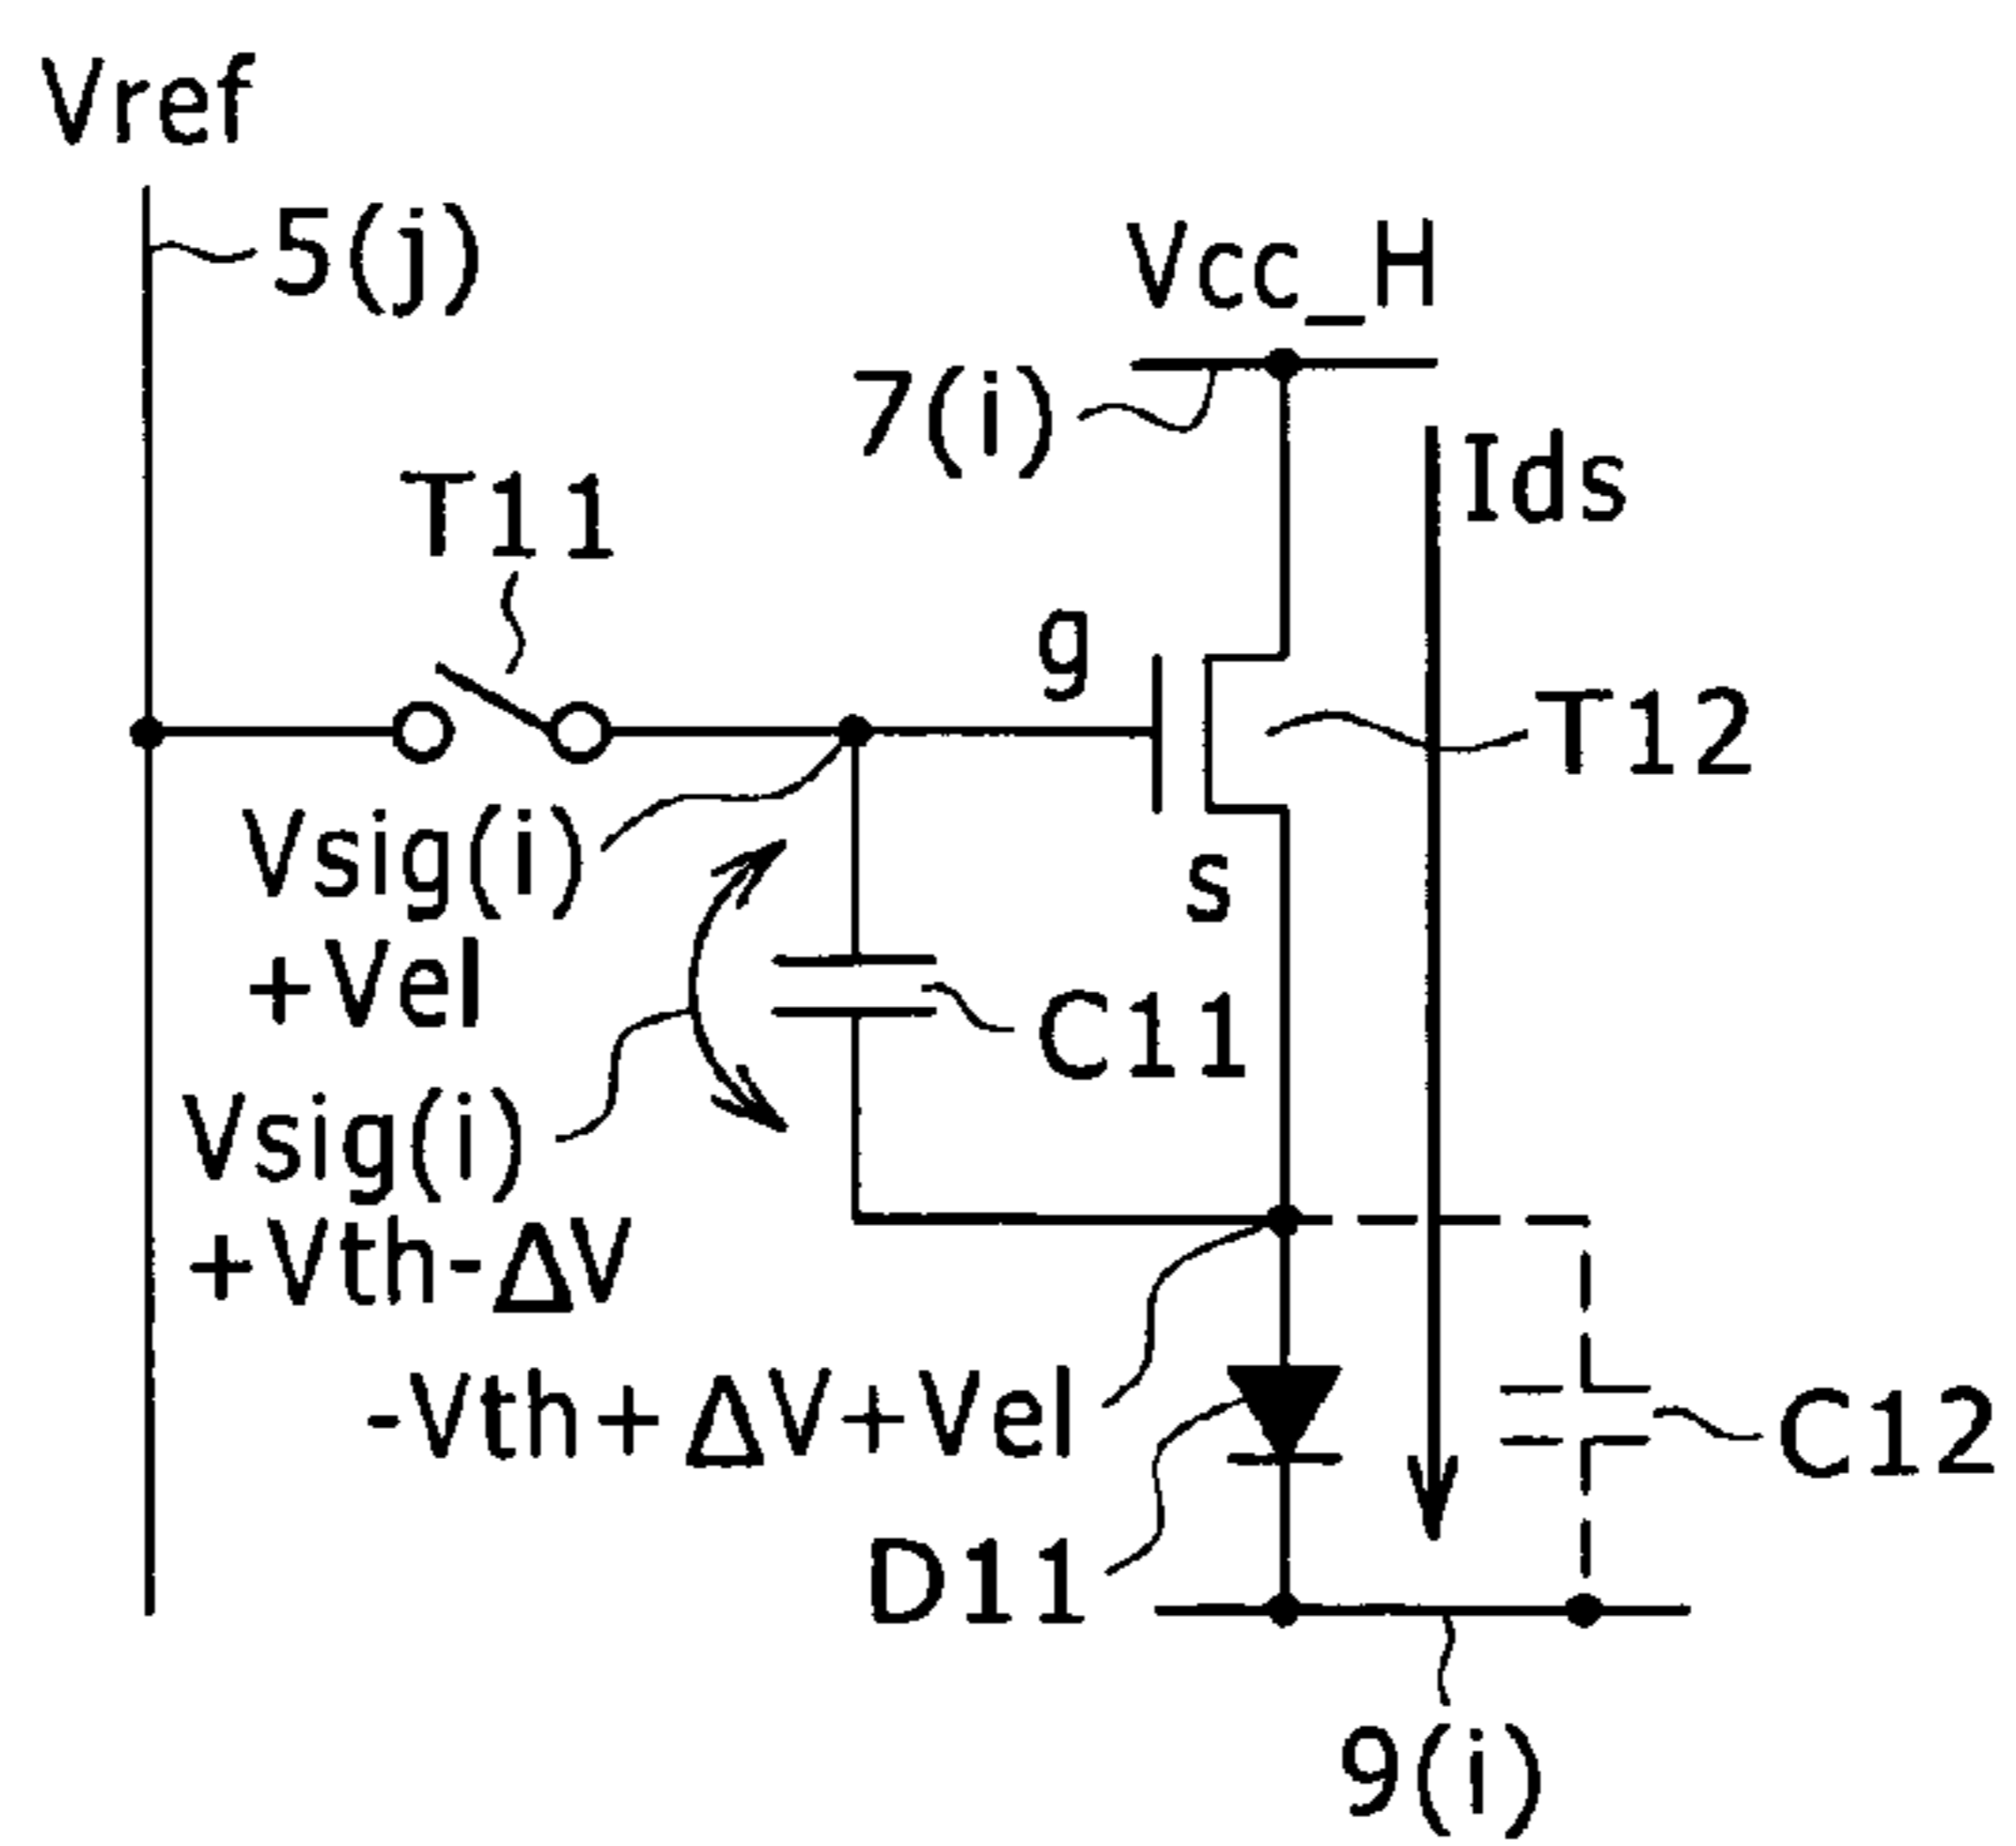 Vref
5(j)
Vcc_H
7(i)
Ids
T11
g
T12
Vsig(i)
+Vel
s
C11
Vsig(i)
+Vth-ΔV
-Vth+ΔV+Vel
C12
D11
9(i)